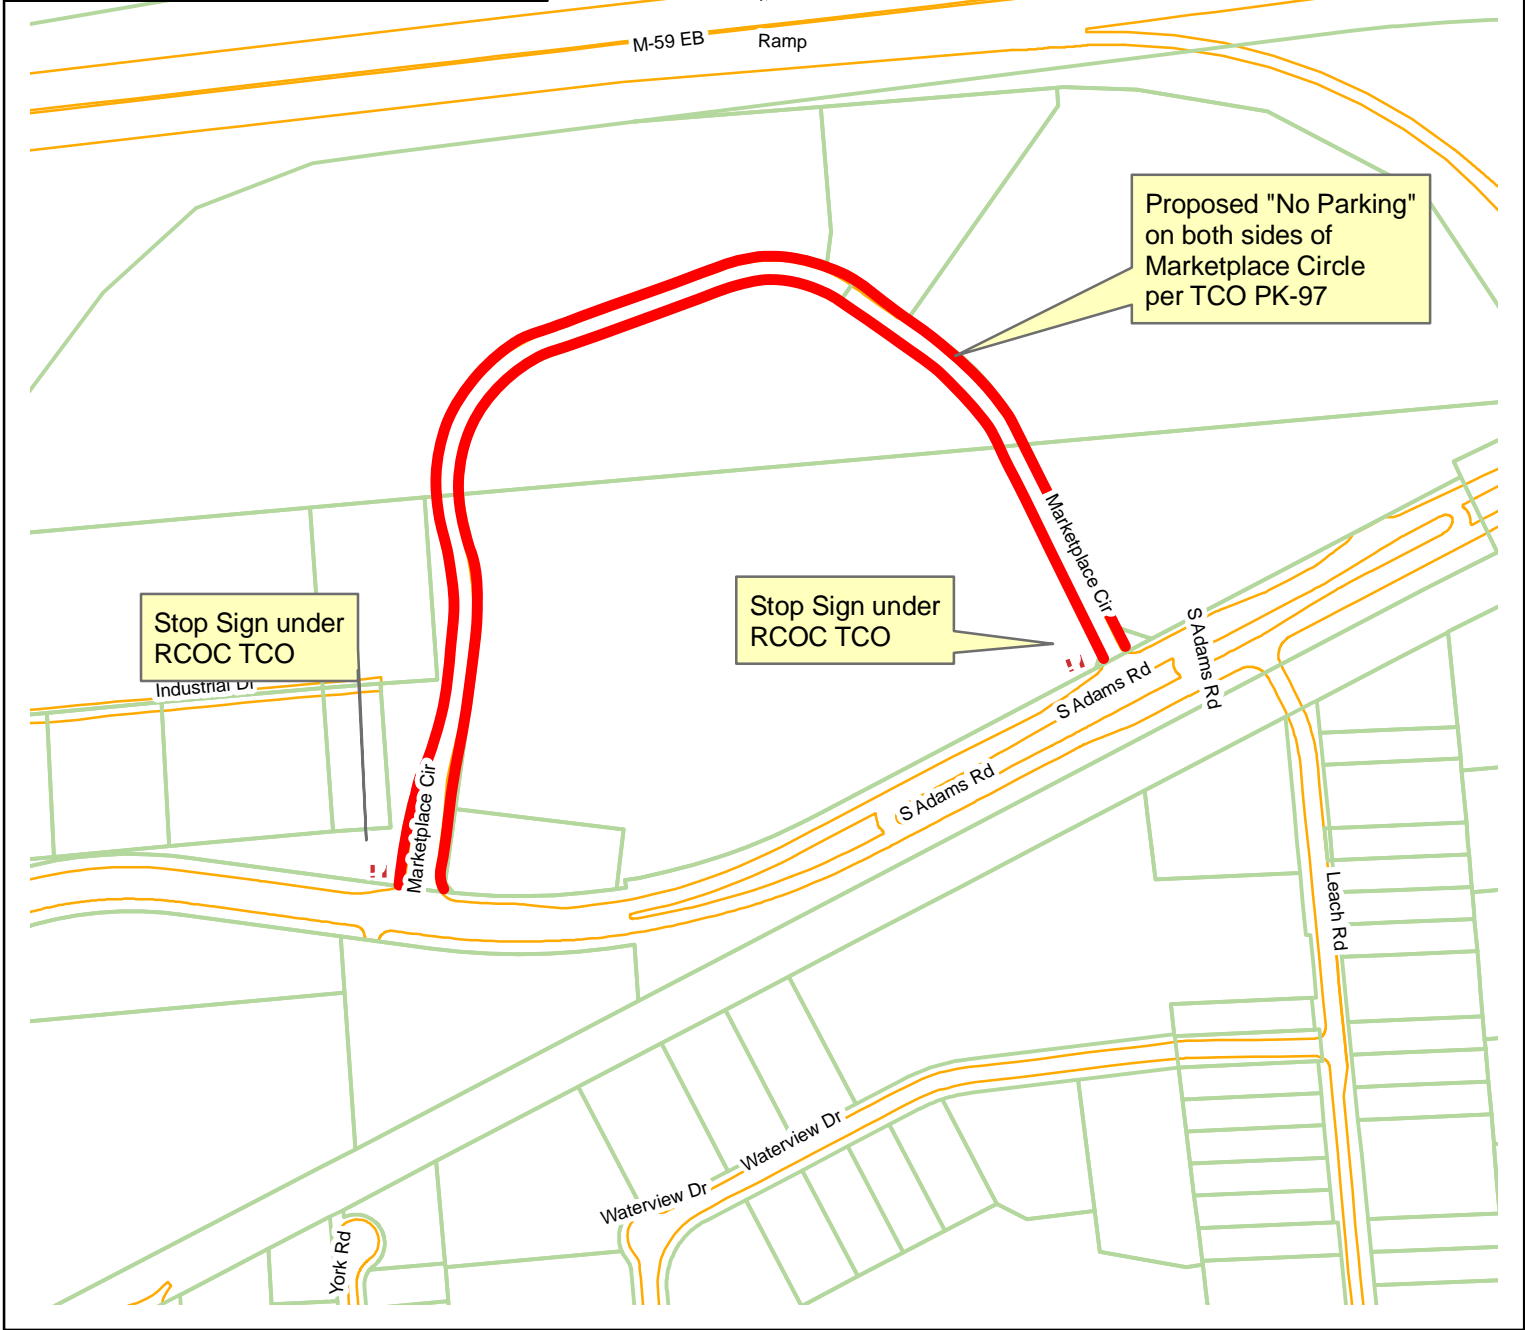 M-59 EB
Ramp
Proposed "No Parking"
on both sides of
Marketplace Circle
per TCO PK-97
Marketplace Cir
Stop Sign under
RCOC TCO
Stop Sign under
RCOC TCO
Industrial Dr
S Adams Rd
S Adams Rd
S Adams Rd
Marketplace Cir
Leach Rd
Waterview Dr
Waterview Dr
York Rd